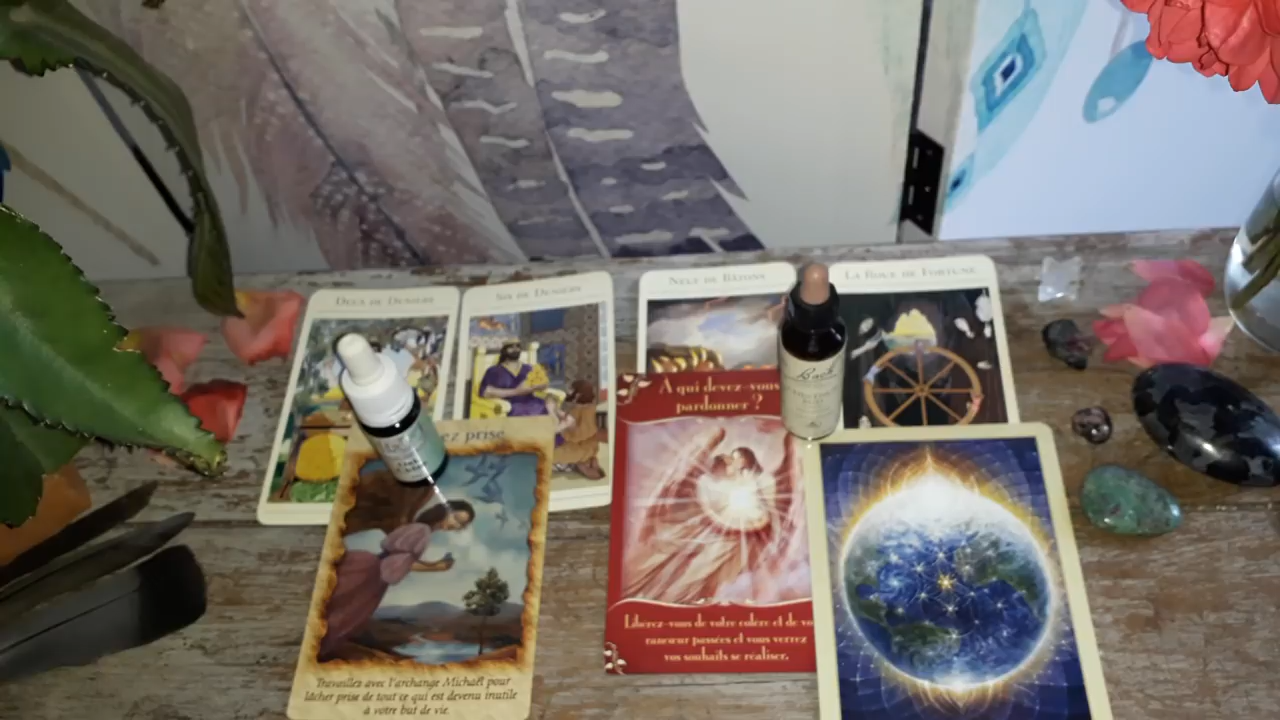 Deux de Deniers
Six de Deniers
Neuf de Bâtons
La Roue de Fortune
ez prise
A qui devez-vous
pardonner ?
Bach
Libérez-vous de votre colère et de vo
rancœur passées et vous verrez
vos souhaits se réaliser.
Travaillez avec l'archange Michaël pour
lâcher prise de tout ce qui est devenu inutile
à votre but de vie.